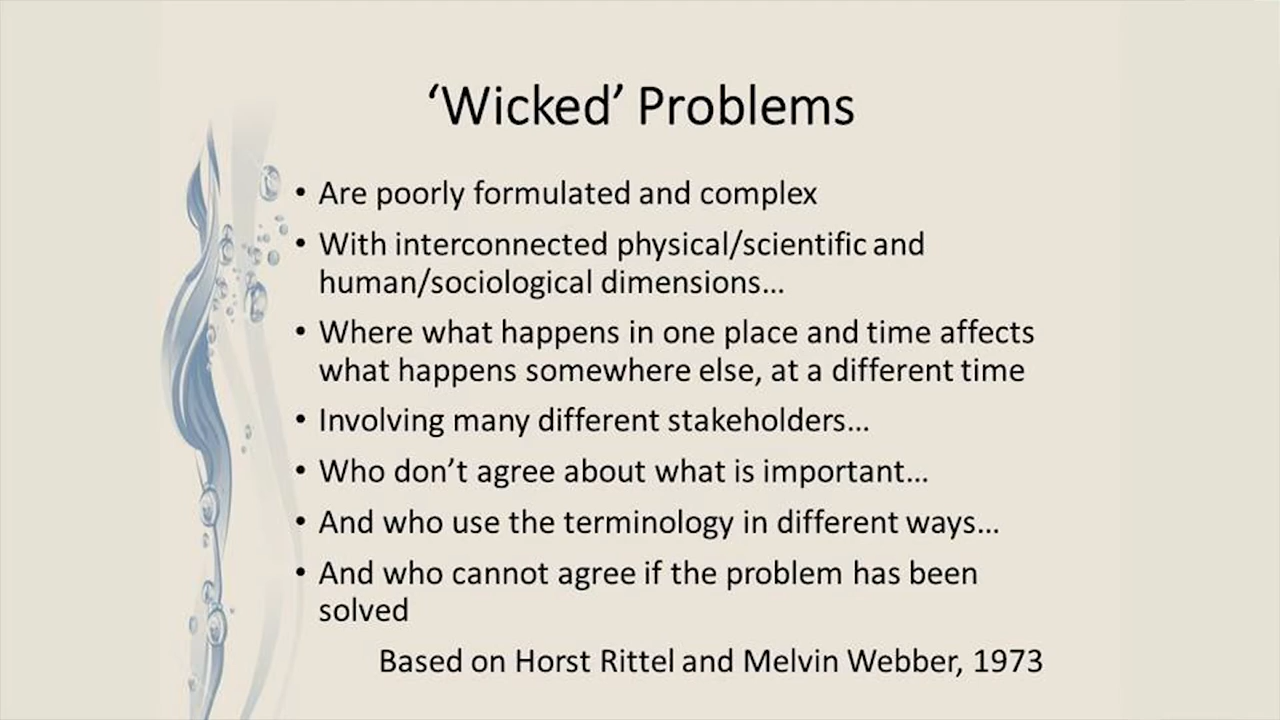 ‘Wicked’ Problems
• Are poorly formulated and complex
• With interconnected physical/scientific and
human/sociological dimensions…
• Where what happens in one place and time affects
what happens somewhere else, at a different time
• Involving many different stakeholders…
• Who don’t agree about what is important…
• And who use the terminology in different ways…
• And who cannot agree if the problem has been
solved
Based on Horst Rittel and Melvin Webber, 1973